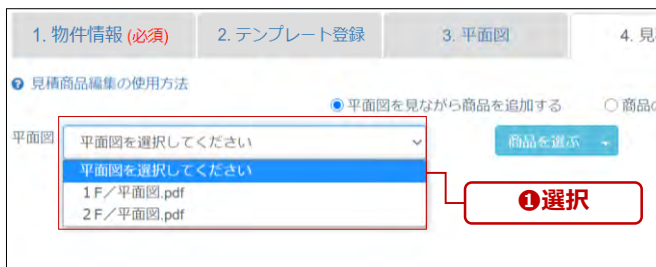 1. 物件情報 (必須)
2. テンプレート登録
3. 平面図
4. 見
見積商品編集の使用方法
平面図を見ながら商品を追加する
商品の
平面図
平面図を選択してください
商品を選ぶ
平面図を選択してください
1F／平面図.pdf
2F／平面図.pdf
❶選択